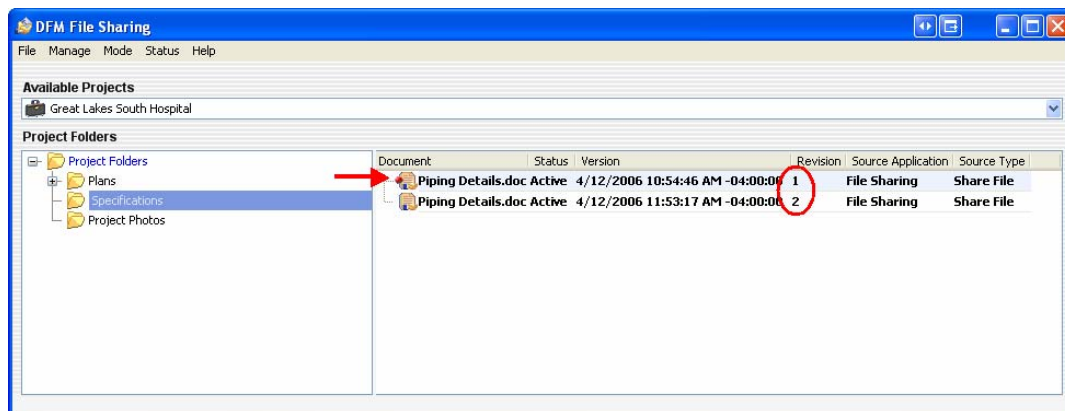 DFM File Sharing
File Manage Mode Status Help
Available Projects
Great Lakes South Hospital
Project Folders
Project Folders
Plans
Specifications
Project Photos
Document Status Version Revision Source Application Source Type
Piping Details.doc Active 4/12/2006 10:54:46 AM -04:00:00 1 File Sharing Share File
Piping Details.doc Active 4/12/2006 11:53:17 AM -04:00:00 2 File Sharing Share File